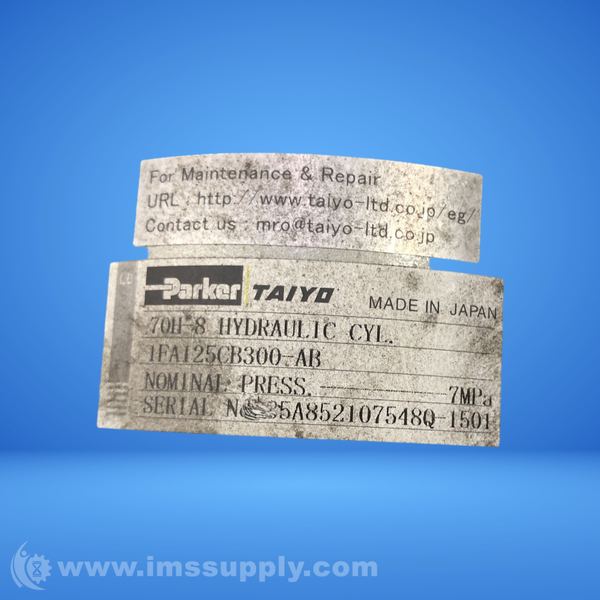 For Maintenance & Repair
URL : http://www.taiyo-ltd.co.jp/eg/
Contact us : mro@taiyo-ltd.co.jp
Parker TAIYO MADE IN JAPAN
70H-8 HYDRAULIC CYL.
1FA125CB300-AB
NOMINAL PRESS. 7MPa
SERIAL 5A852107548Q-1501
www.imssupply.com